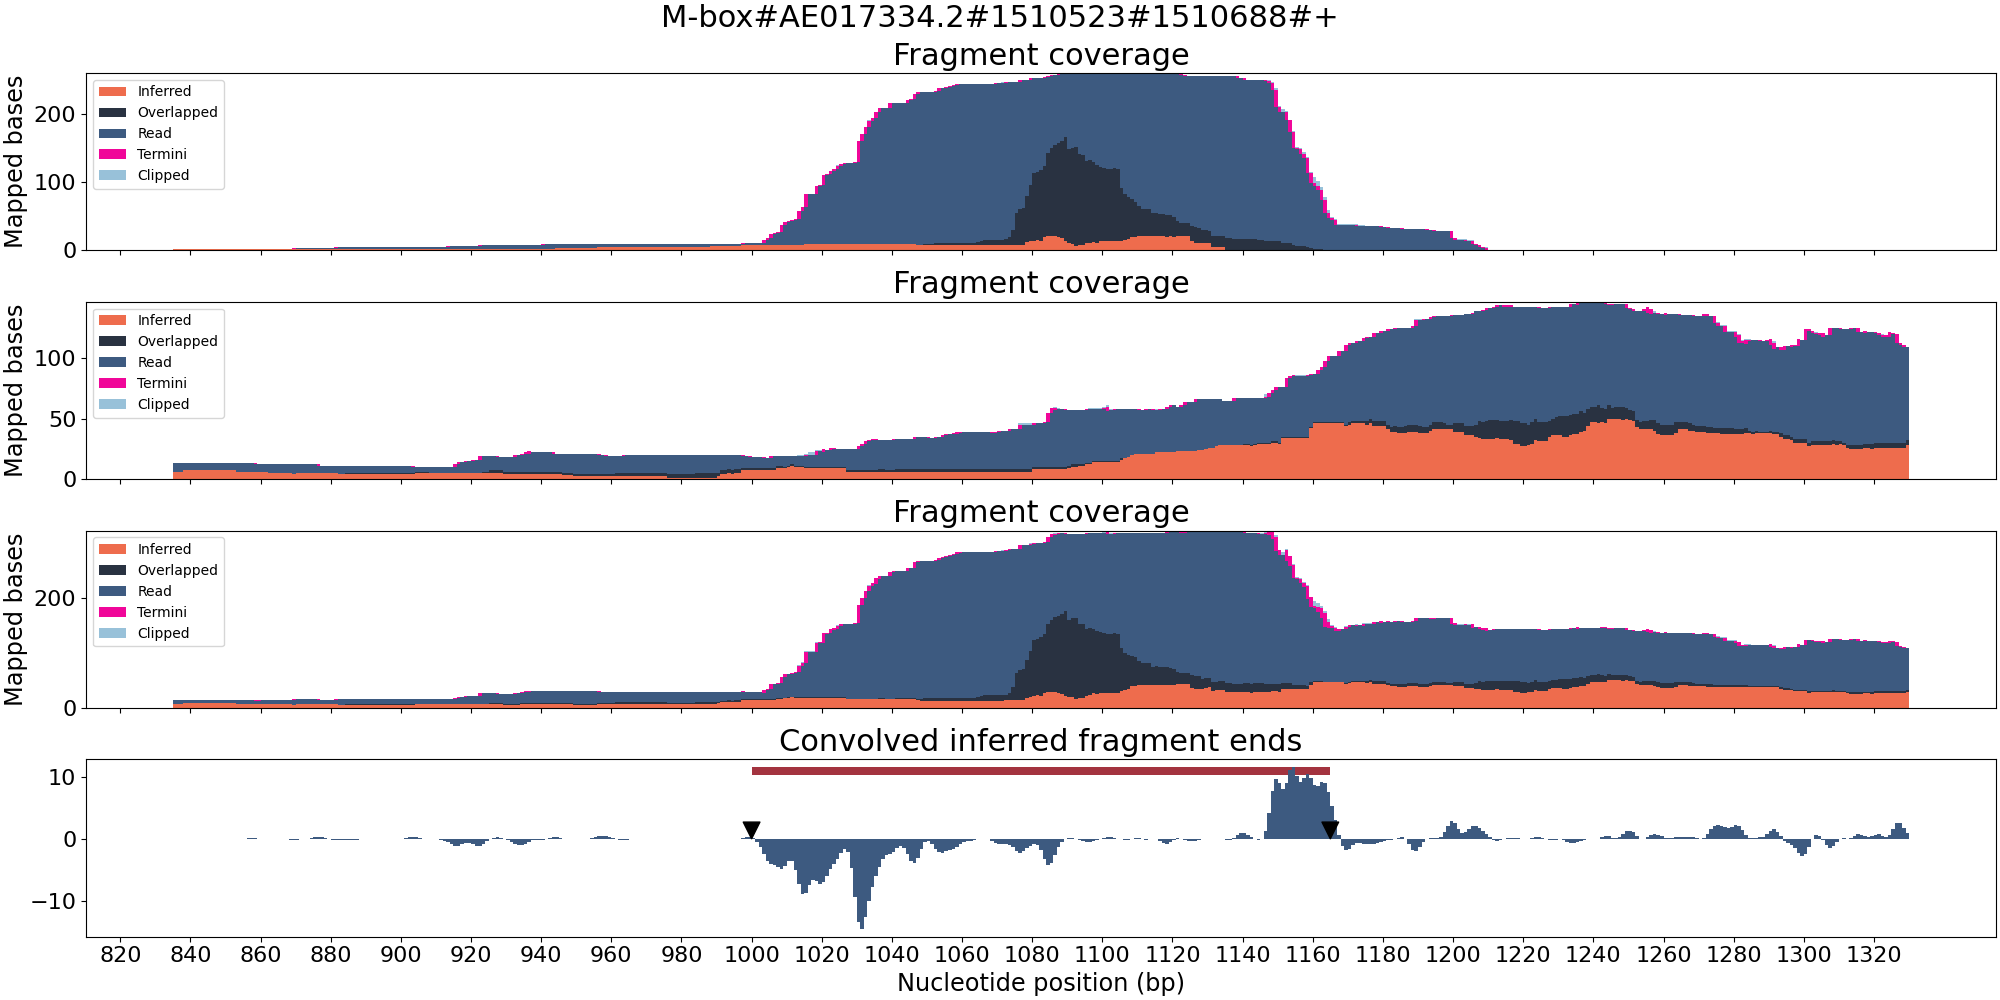 M-box#AE017334.2#1510523#1510688#+
Fragment coverage
Mapped bases
200
100
0
Inferred
Overlapped
Read
Termini
Clipped
Fragment coverage
Mapped bases
100
50
0
Inferred
Overlapped
Read
Termini
Clipped
Fragment coverage
Mapped bases
200
0
Inferred
Overlapped
Read
Termini
Clipped
Convolved inferred fragment ends
10
0
−10
820 840 860 880 900 920 940 960 980 1000 1020 1040 1060 1080 1100 1120 1140 1160 1180 1200 1220 1240 1260 1280 1300 1320
Nucleotide position (bp)